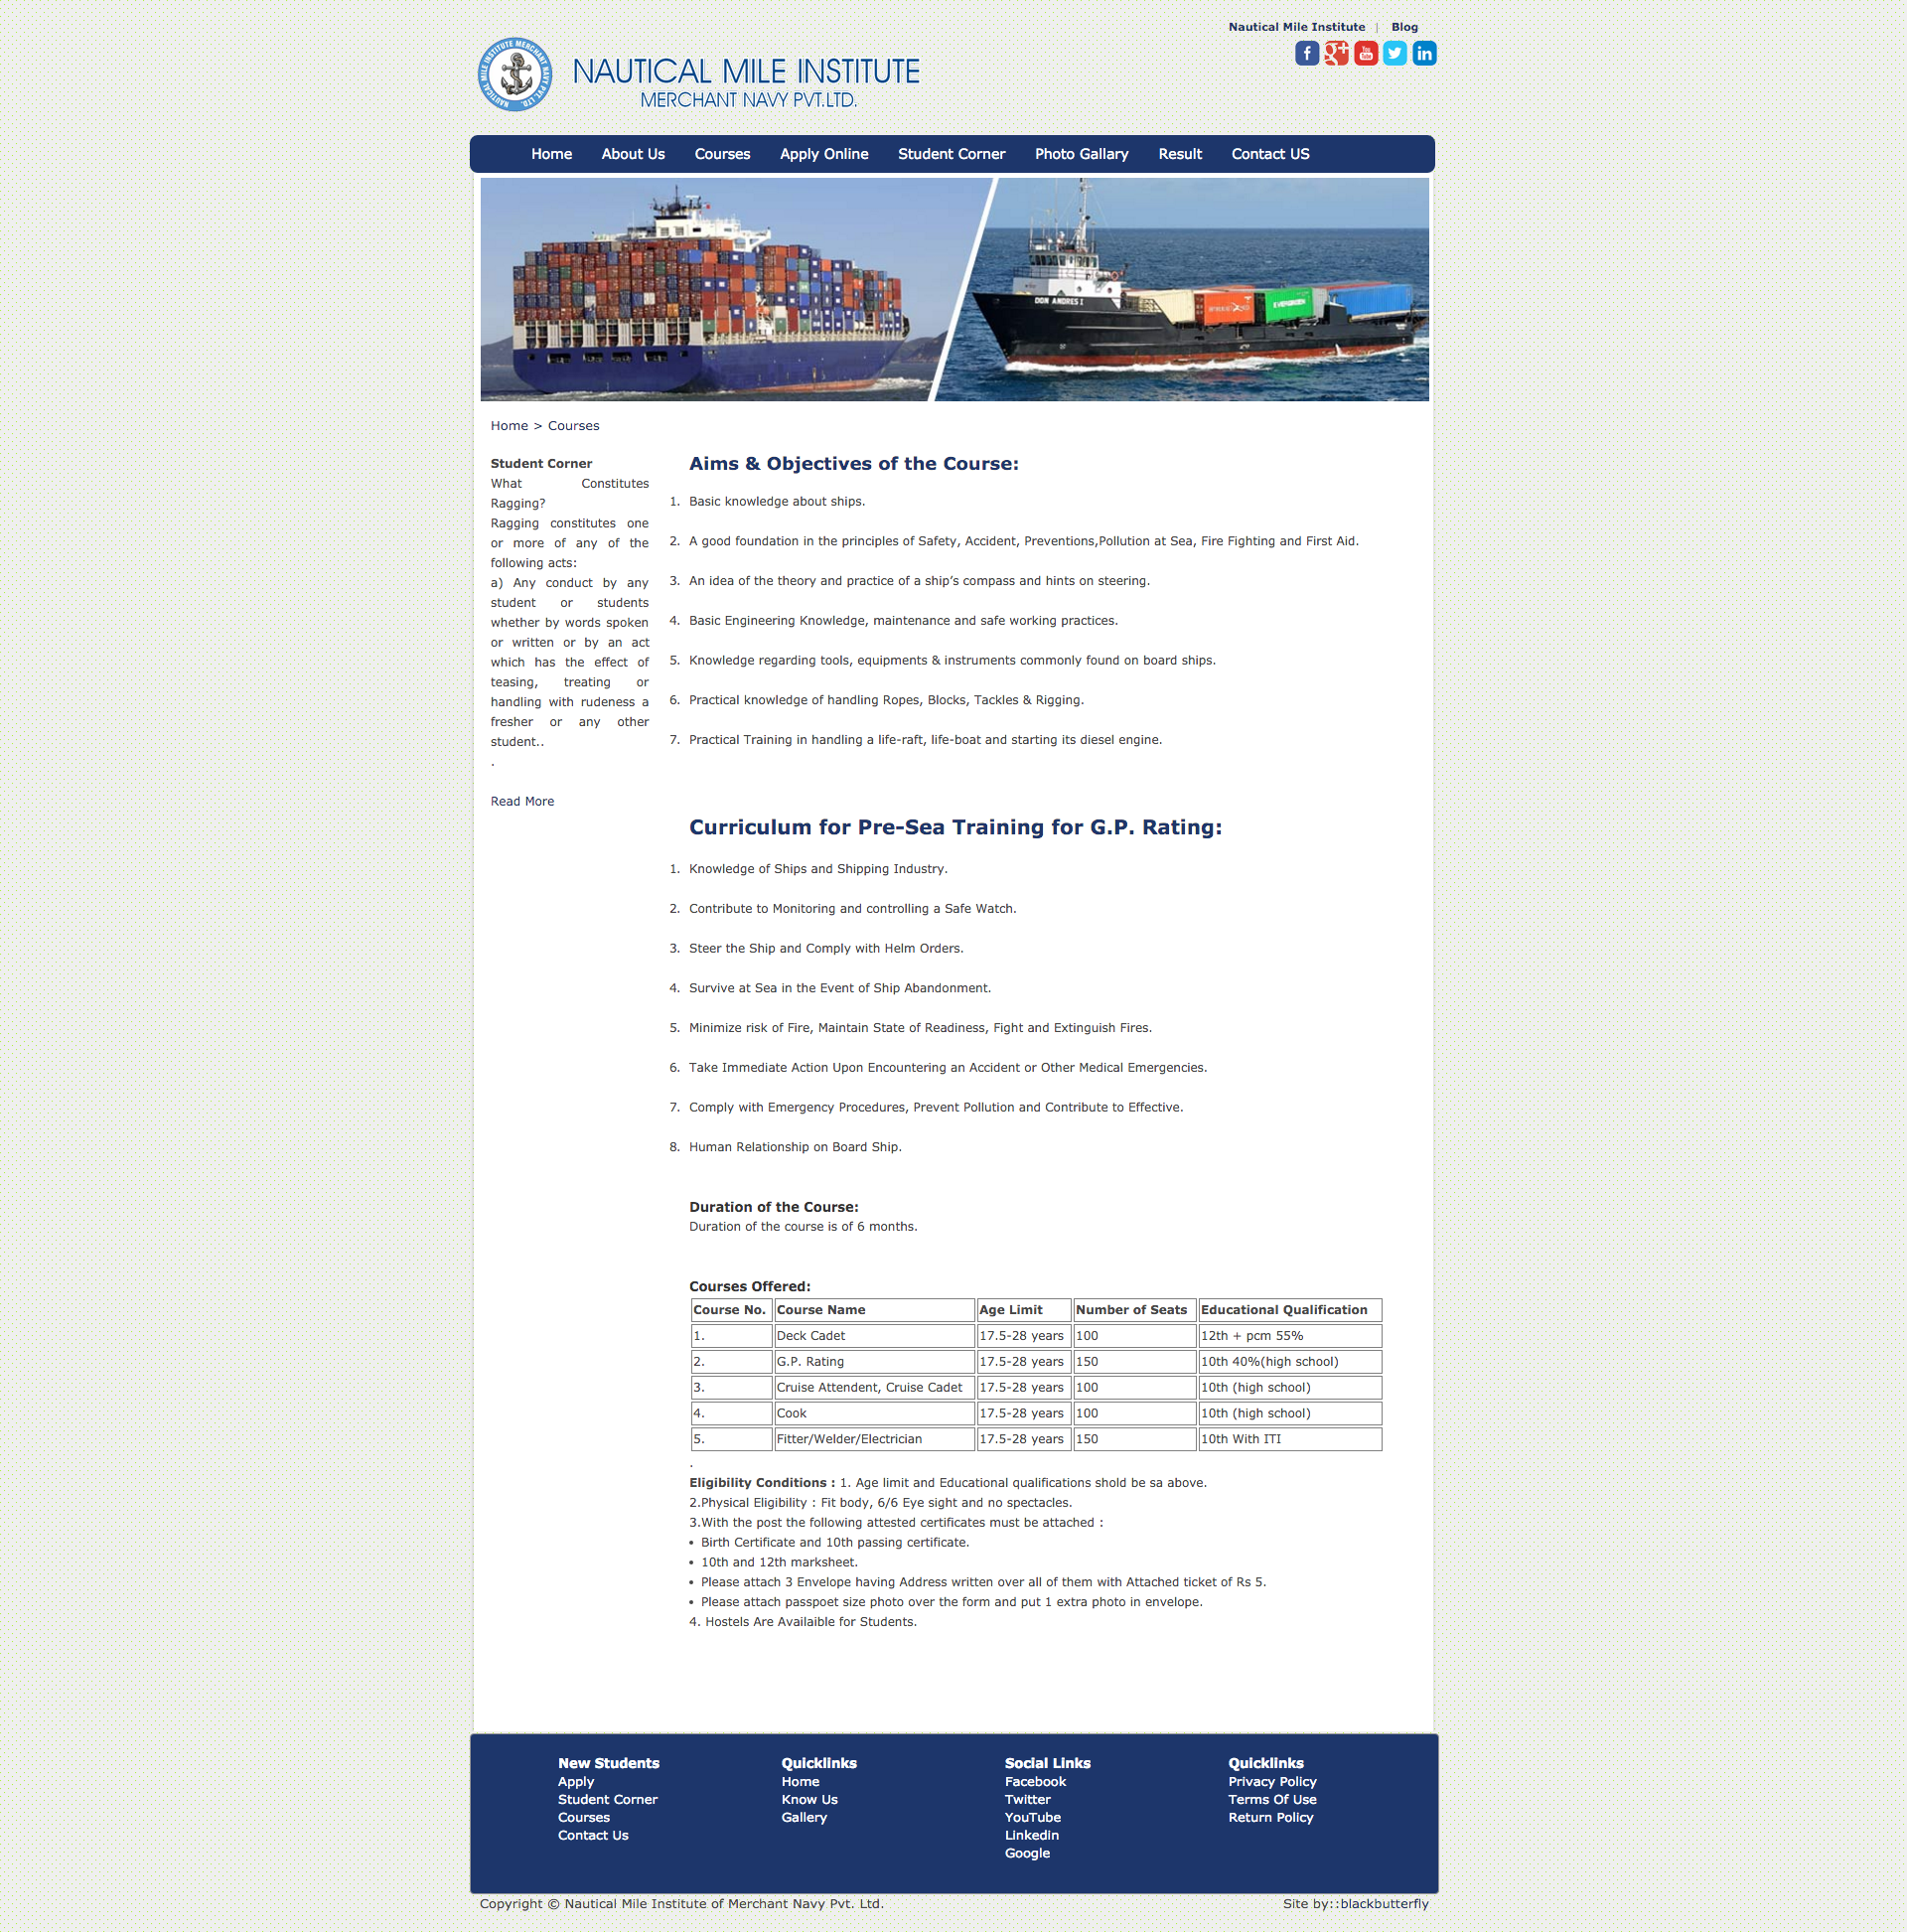 Nautical Mile Institute | Blog
NAUTICAL MILE INSTITUTE MERCHANT NAVY PVT. LTD.
NAUTICAL MILE INSTITUTE
MERCHANT NAVY PVT.LTD.
Home About Us Courses Apply Online Student Corner Photo Gallary Result Contact US
DON ANDRES I
EVERGREEN
Home > Courses
Student Corner
What Constitutes
Ragging?
Ragging constitutes one
or more of any of the
following acts:
a) Any conduct by any
student or students
whether by words spoken
or written or by an act
which has the effect of
teasing, treating or
handling with rudeness a
fresher or any other
student..
.
Read More
Aims & Objectives of the Course:
1. Basic knowledge about ships.
2. A good foundation in the principles of Safety, Accident, Preventions,Pollution at Sea, Fire Fighting and First Aid.
3. An idea of the theory and practice of a ship’s compass and hints on steering.
4. Basic Engineering Knowledge, maintenance and safe working practices.
5. Knowledge regarding tools, equipments & instruments commonly found on board ships.
6. Practical knowledge of handling Ropes, Blocks, Tackles & Rigging.
7. Practical Training in handling a life-raft, life-boat and starting its diesel engine.
Curriculum for Pre-Sea Training for G.P. Rating:
1. Knowledge of Ships and Shipping Industry.
2. Contribute to Monitoring and controlling a Safe Watch.
3. Steer the Ship and Comply with Helm Orders.
4. Survive at Sea in the Event of Ship Abandonment.
5. Minimize risk of Fire, Maintain State of Readiness, Fight and Extinguish Fires.
6. Take Immediate Action Upon Encountering an Accident or Other Medical Emergencies.
7. Comply with Emergency Procedures, Prevent Pollution and Contribute to Effective.
8. Human Relationship on Board Ship.
Duration of the Course:
Duration of the course is of 6 months.
Courses Offered:
Course No. Course Name Age Limit Number of Seats Educational Qualification
1. Deck Cadet 17.5-28 years 100 12th + pcm 55%
2. G.P. Rating 17.5-28 years 150 10th 40%(high school)
3. Cruise Attendent, Cruise Cadet 17.5-28 years 100 10th (high school)
4. Cook 17.5-28 years 100 10th (high school)
5. Fitter/Welder/Electrician 17.5-28 years 150 10th With ITI
.
Eligibility Conditions : 1. Age limit and Educational qualifications shold be sa above.
2.Physical Eligibility : Fit body, 6/6 Eye sight and no spectacles.
3.With the post the following attested certificates must be attached :
• Birth Certificate and 10th passing certificate.
• 10th and 12th marksheet.
• Please attach 3 Envelope having Address written over all of them with Attached ticket of Rs 5.
• Please attach passpoet size photo over the form and put 1 extra photo in envelope.
4. Hostels Are Availaible for Students.
New Students
Apply
Student Corner
Courses
Contact Us
Quicklinks
Home
Know Us
Gallery
Social Links
Facebook
Twitter
YouTube
Linkedin
Google
Quicklinks
Privacy Policy
Terms Of Use
Return Policy
Copyright © Nautical Mile Institute of Merchant Navy Pvt. Ltd.
Site by::blackbutterfly